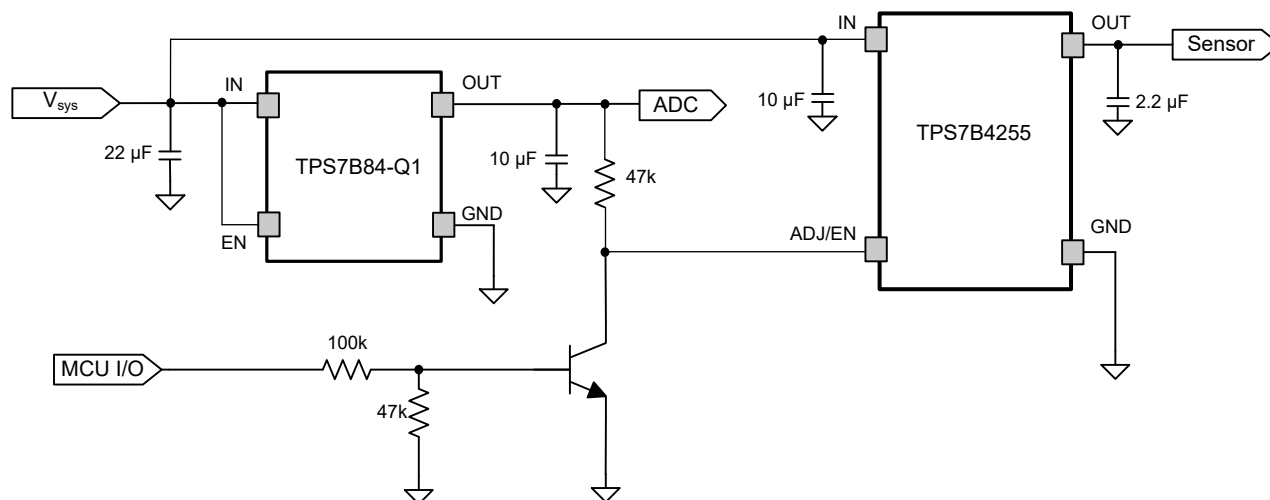 IN
OUT
Sensor
IN
OUT
Vsys
ADC
10 µF
2.2 µF
TPS7B4255
22 µF
TPS7B84-Q1
10 µF
47k
GND
EN
ADJ/EN
GND
100k
MCU I/O
47k